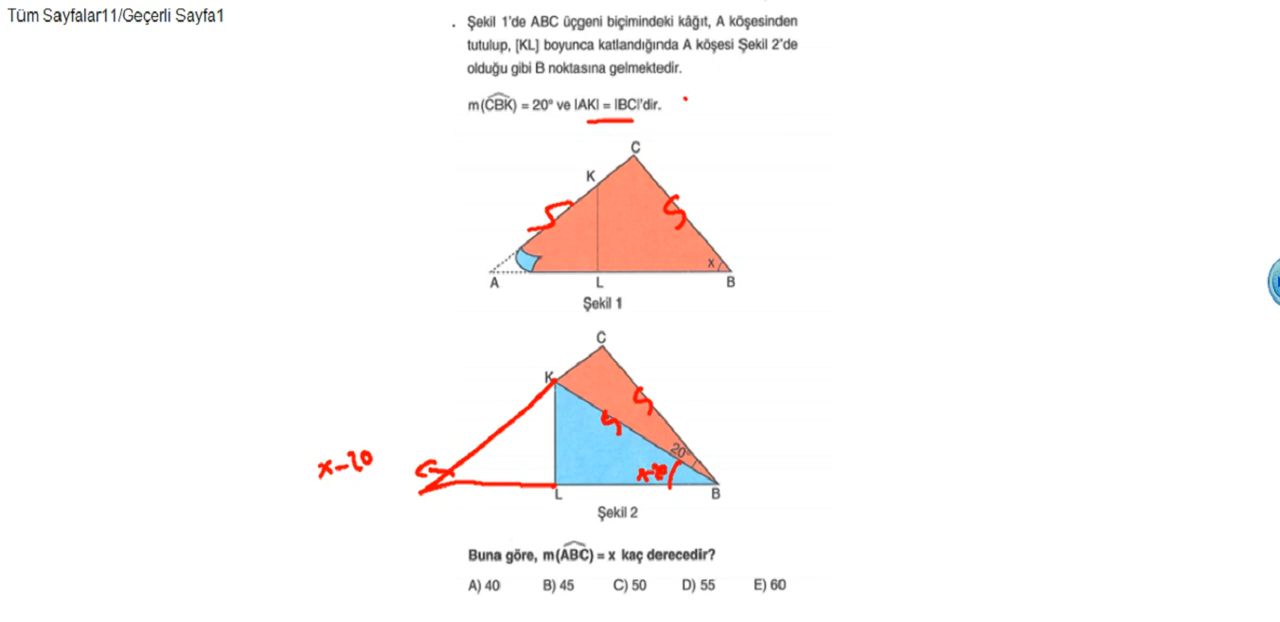 Tüm Sayfalar11/Geçerli Sayfa1
. Şekil 1'de ABC üçgeni biçimindeki kâğıt, A köşesinden
tutulup, [KL] boyunca katlandığında A köşesi Şekil 2'de
olduğu gibi B noktasına gelmektedir.
m(CBK) = 20° ve |AK| = |BC|'dir.
C
K
x
A
L
B
Şekil 1
C
K
20°
x-20
x-20
L
B
Şekil 2
Buna göre, m(ABC) = x kaç derecedir?
A) 40 B) 45 C) 50 D) 55 E) 60